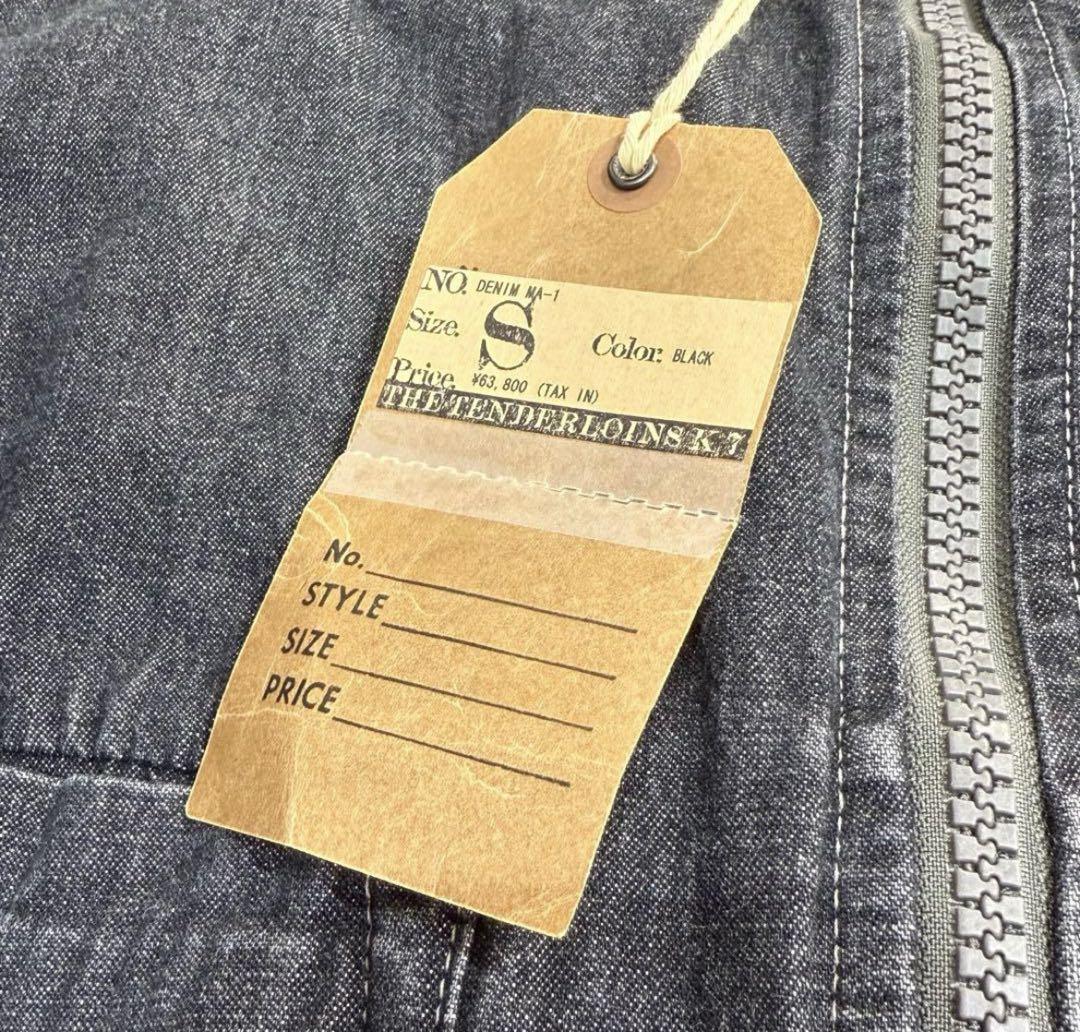 NO. DENIM MA-1
Size. S Color. BLACK
Price. ¥63,800 (TAX IN)
THE TENDERLOINS K 7
No.
STYLE
SIZE
PRICE